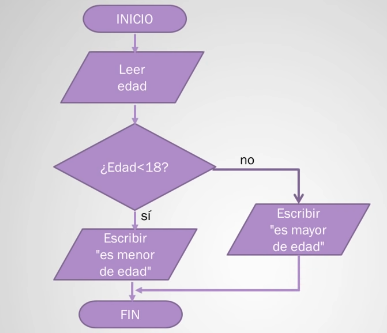 INICIO
Leer
edad
¿Edad<18?
no
sí
Escribir
"es menor
de edad"
Escribir
"es mayor
de edad"
FIN